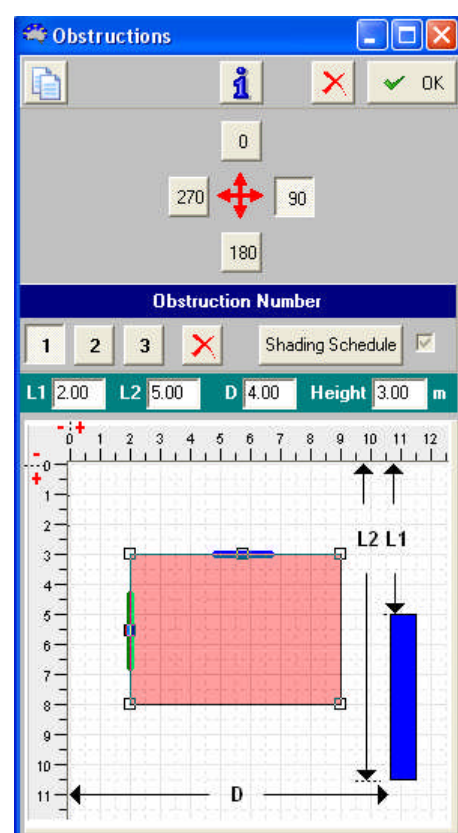 Obstructions
OK
0
270 90
180
Obstruction Number
1 2 3 Shading Schedule
L1 2.00 L2 5.00 D 4.00 Height 3.00 m
- +
0 1 2 3 4 5 6 7 8 9 10 11 12
-
0
+
1
2
L2 L1
3
4
5
6
7
8
9
10
11 D